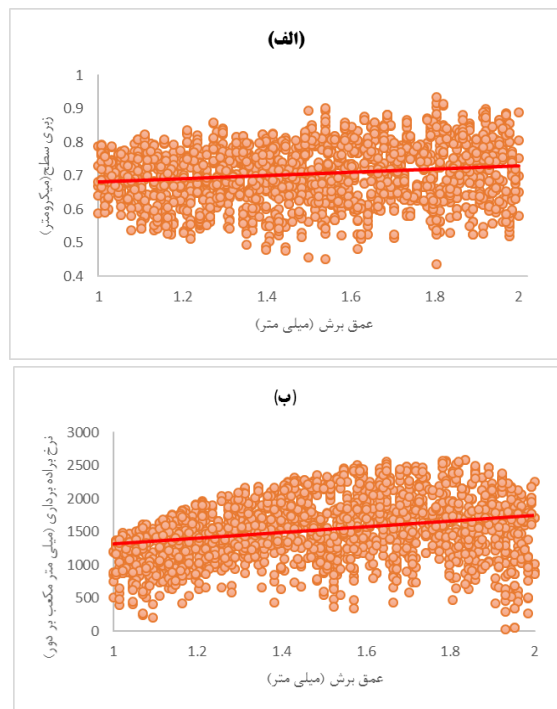 (الف)
زبری سطح(میکرومتر)
1
0.9
0.8
0.7
0.6
0.5
0.4
1 1.2 1.4 1.6 1.8 2
عمق برش (میلی متر)
(ب)
نرخ براده برداری (میلی متر مکعب بر دور)
3000
2500
2000
1500
1000
500
0
1 1.2 1.4 1.6 1.8 2
عمق برش (میلی متر)